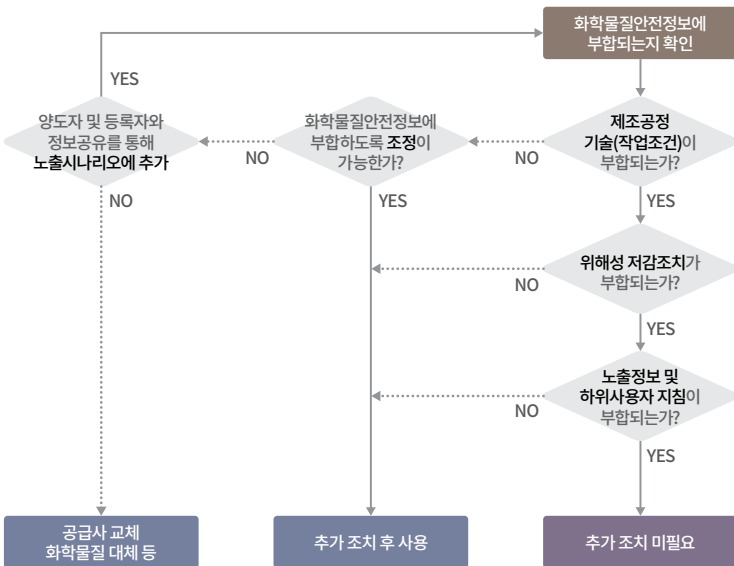 화학물질안전정보에
부합되는지 확인
YES
양도자 및 등록자와
정보공유를 통해
노출시나리오에 추가
NO
화학물질안전정보에
부합하도록 조정이
가능한가?
NO
제조공정
기술(작업조건)이
부합되는가?
NO
YES
YES
위해성 저감조치가
부합되는가?
NO
YES
노출정보 및
하위사용자 지침이
부합되는가?
NO
YES
공급사 교체
화학물질 대체 등
추가 조치 후 사용
추가 조치 미필요